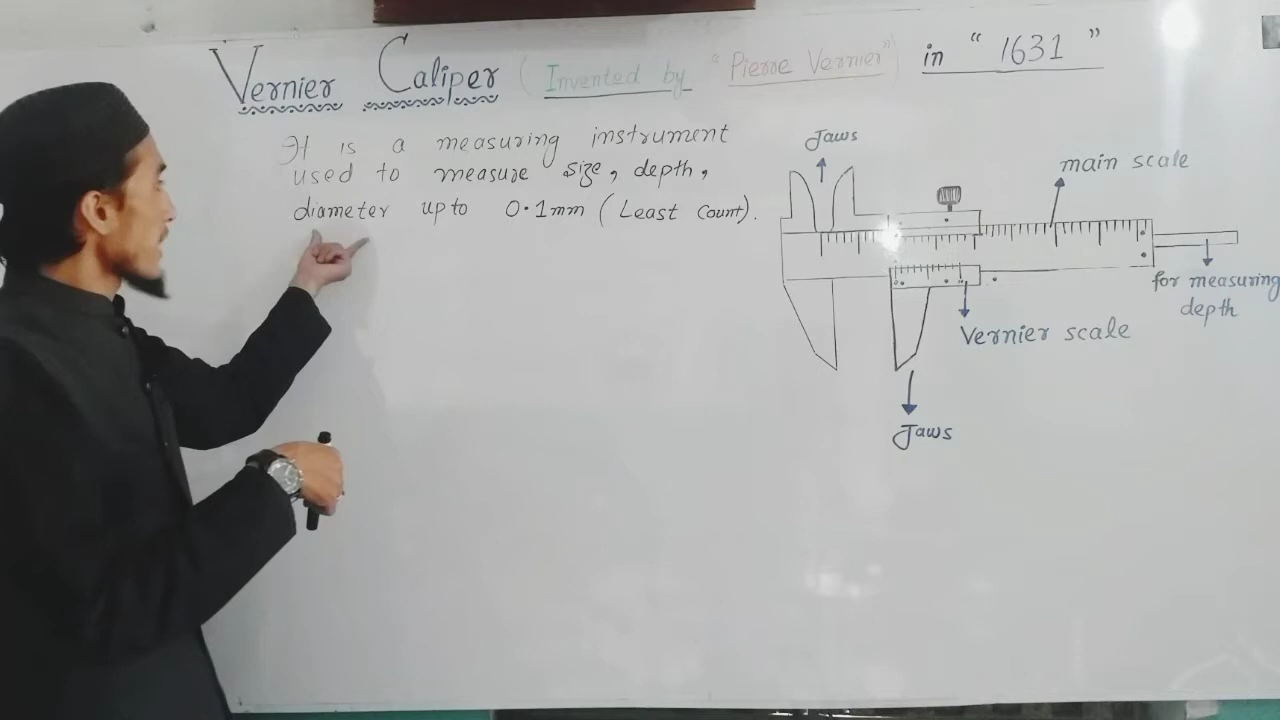 Vernier Caliper (Invented by "Pierre Vernier") in "1631"
It is a measuring instrument
used to measure size, depth,
diameter upto 0.1mm (Least Count).
Jaws
main scale
for measuring
depth
Vernier scale
Jaws